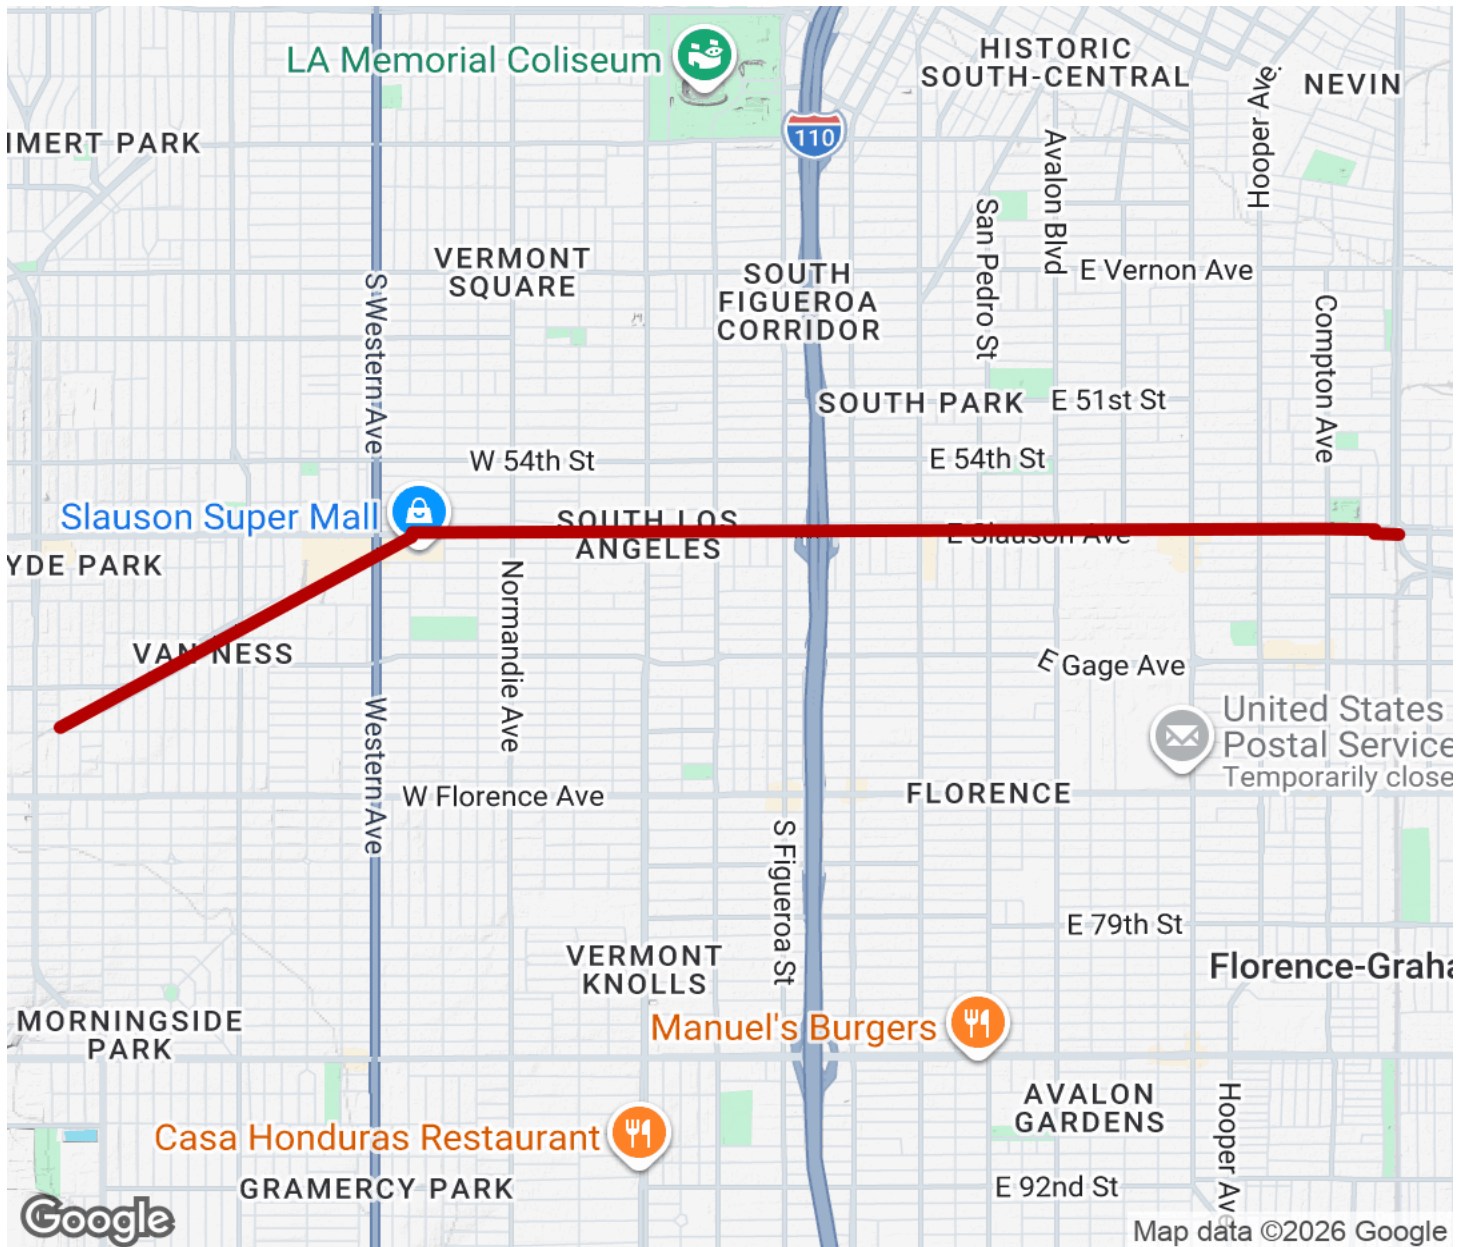 LA Memorial Coliseum
HISTORIC
SOUTH-CENTRAL
NEVIN
Hooper Ave.
110
IMERT PARK
Avalon Blvd
San Pedro St
VERMONT
SQUARE
SOUTH
FIGUEROA
CORRIDOR
E Vernon Ave
S Western Ave
Compton Ave
SOUTH PARK
E 51st St
W 54th St
E 54th St
Slauson Super Mall
SOUTH LOS
ANGELES
E Slauson Ave
YDE PARK
Normandie Ave
VAN NESS
E Gage Ave
Western Ave
United States
Postal Service
Temporarily close
W Florence Ave
FLORENCE
S Figueroa St
E 79th St
VERMONT
KNOLLS
Florence-Graha
MORNINGSIDE
PARK
Manuel's Burgers
AVALON
GARDENS
Hooper Ave
Casa Honduras Restaurant
GRAMERCY PARK
E 92nd St
Google
Map data ©2026 Google